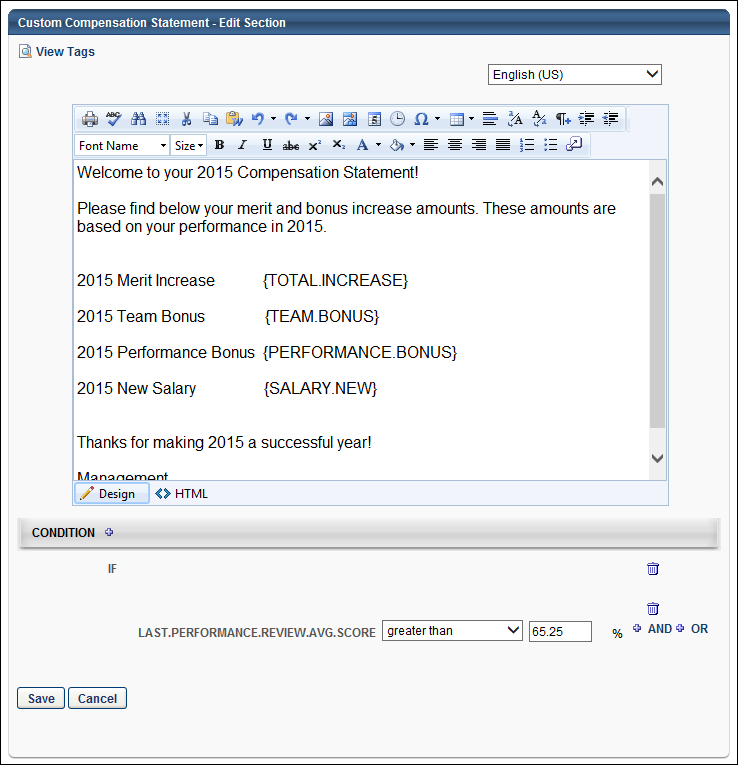 Custom Compensation Statement - Edit Section
View Tags
English (US)
Font Name Size B I U abc x² x₂ A
Welcome to your 2015 Compensation Statement!
Please find below your merit and bonus increase amounts. These amounts are
based on your performance in 2015.
2015 Merit Increase {TOTAL.INCREASE}
2015 Team Bonus {TEAM.BONUS}
2015 Performance Bonus {PERFORMANCE.BONUS}
2015 New Salary {SALARY.NEW}
Thanks for making 2015 a successful year!
Management
Design HTML
CONDITION
IF
LAST.PERFORMANCE.REVIEW.AVG.SCORE greater than 65.25 % AND OR
Save Cancel